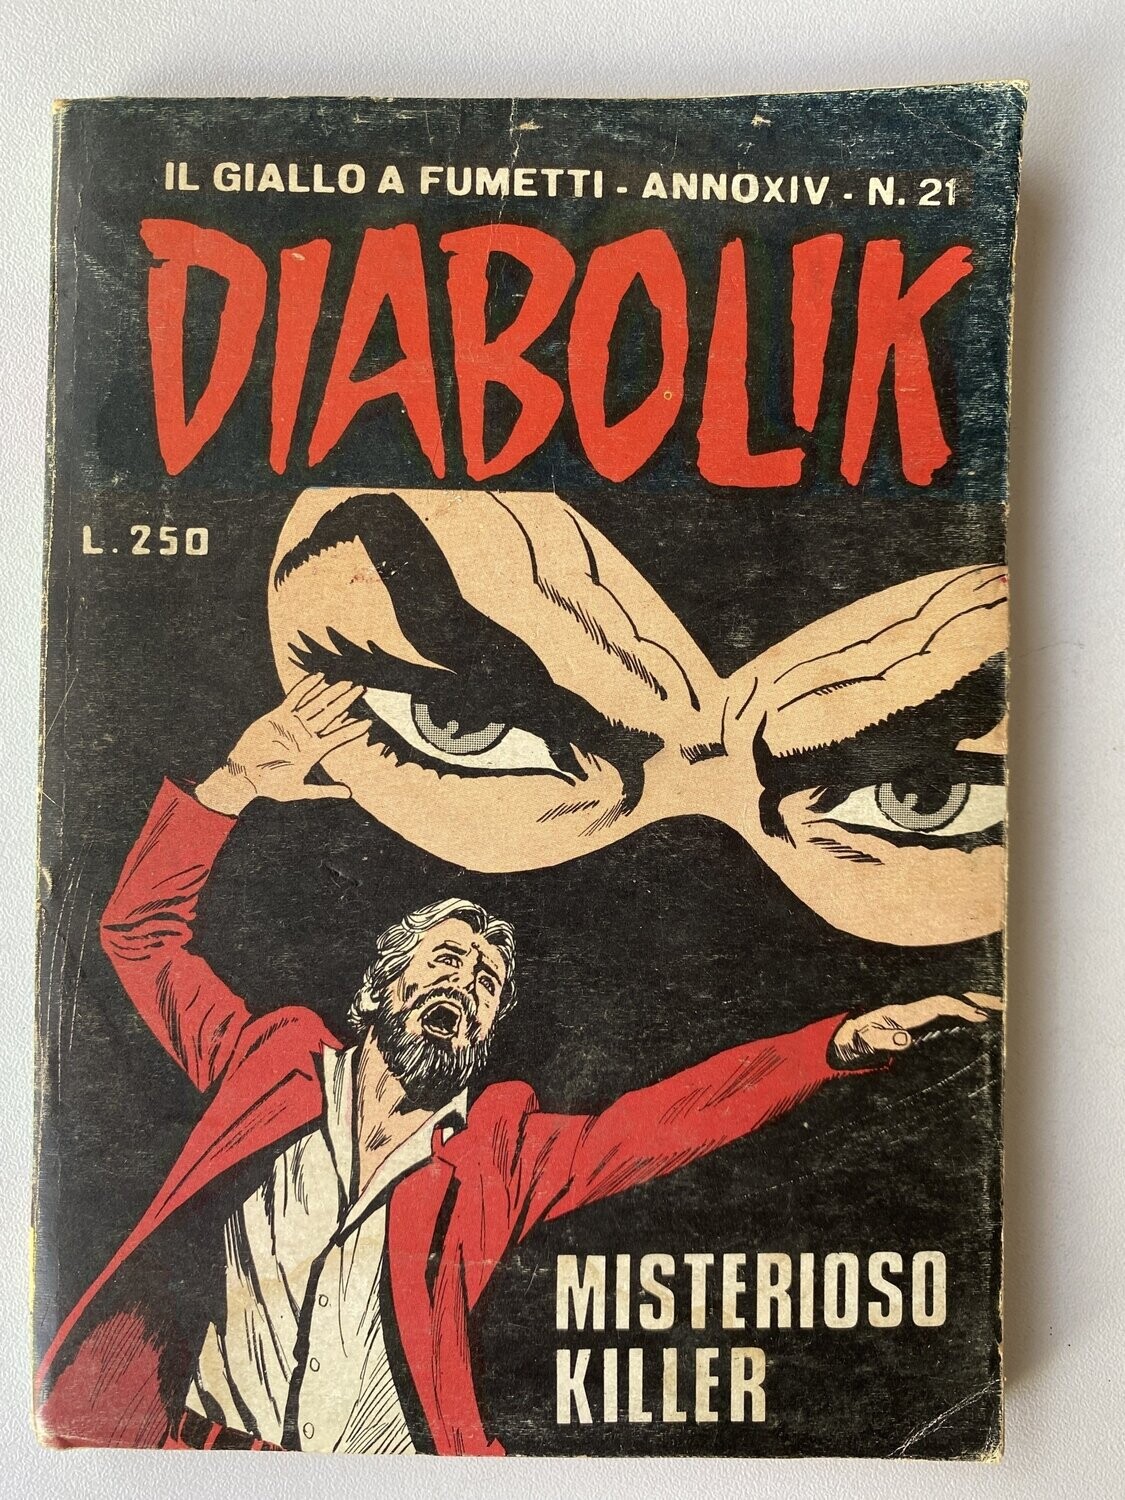 IL GIALLO A FUMETTI - ANNOXIV - N. 21
DIABOLIK
L. 250
MISTERIOSO
KILLER